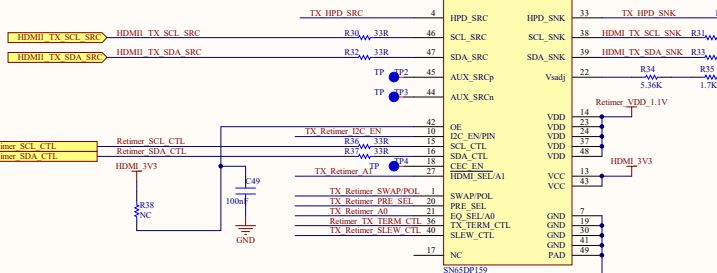 TX_HPD_SRC 4 HPD_SRC HPD_SNK 33 TX_HPD_SNK
HDMI1_TX_SCL_SRC HDMI1_TX_SCL_SRC R30 33R 46 SCL_SRC SCL_SNK 38 HDMI_TX_SCL_SNK R31
HDMI1_TX_SDA_SRC HDMI1_TX_SDA_SRC R32 33R 47 SDA_SRC SDA_SNK 39 HDMI_TX_SDA_SNK R33
TP TP2 45 AUX_SRCp Vsadj 22 R34 R35
5.36K 1.7K
TP TP3 44 AUX_SRCn
Retimer_VDD_1.1V
42 OE VDD 14
TX_Retimer_I2C_EN 10 I2C_EN/PIN VDD 23
Retimer_SCL_CTL R36 33R 15 SCL_CTL VDD 24
VDD 37
Retimer_SDA_CTL R37 33R 16 SDA_CTL VDD 48
HDMI_3V3 TP TP4 18 CEC_EN HDMI_3V3
TX_Retimer_A1 27 HDMI_SEL/A1 VCC 13
VCC 43
C49
100nF
TX_Retimer_SWAP/POL 1 SWAP/POL
R38
NC
TX_Retimer_PRE_SEL 20 PRE_SEL
TX_Retimer_A0 21 EQ_SEL/A0 GND 7
Retimer_TX_TERM_CTL 36 TX_TERM_CTL GND 19
TX_Retimer_SLEW_CTL 40 SLEW_CTL GND 30
GND
GND 41
17 NC PAD 49
SN65DP159